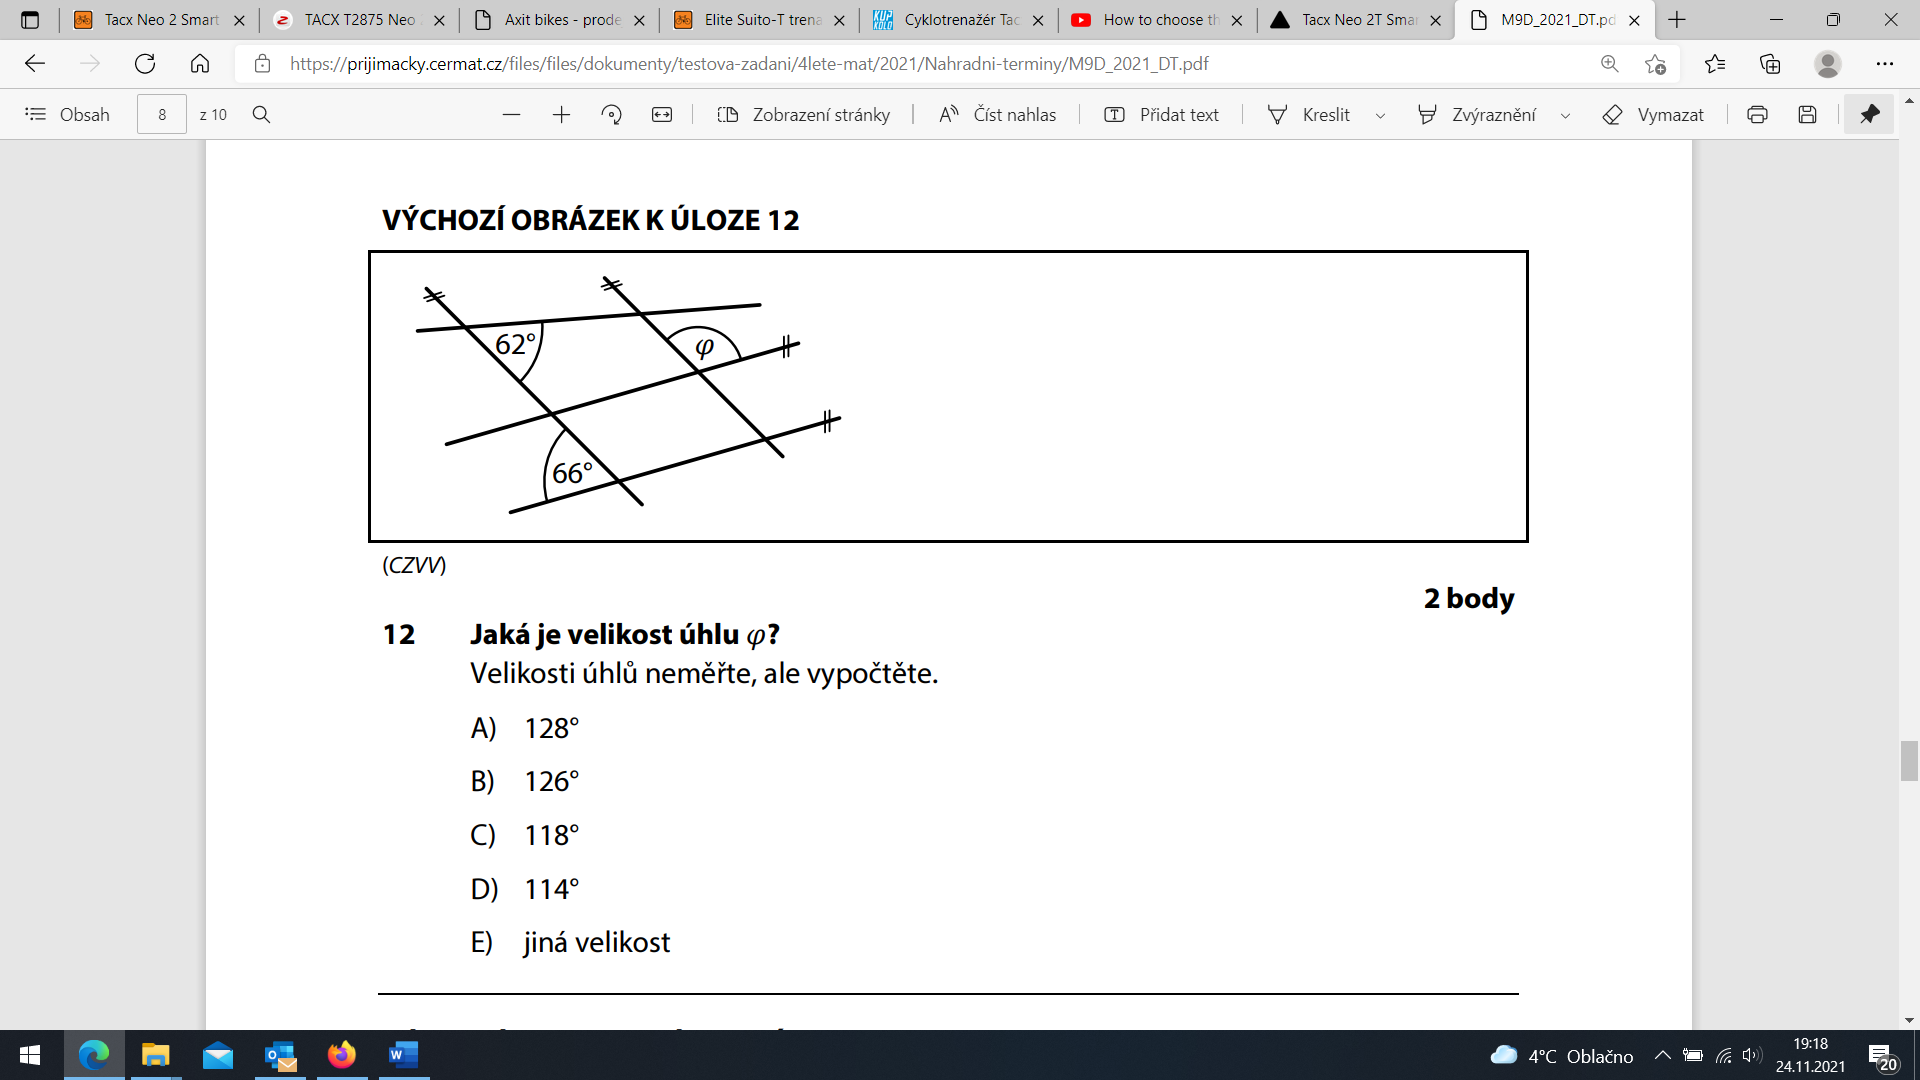 Tacx Neo 2 Smart
TACX T2875 Neo 2
Axit bikes - prode
Elite Suito-T trena
Cyklotrenažér Tac
How to choose th
Tacx Neo 2T Smar
M9D_2021_DT.pd
https://prijimacky.cermat.cz/files/files/dokumenty/testova-zadani/4lete-mat/2021/Nahradni-terminy/M9D_2021_DT.pdf
Obsah
8 z 10
Zobrazení stránky
Číst nahlas
Přidat text
Kreslit
Zvýraznění
Vymazat
VÝCHOZÍ OBRÁZEK K ÚLOZE 12
62°
φ
66°
(CZVV)
2 body
12 Jaká je velikost úhlu φ?
Velikosti úhlů neměřte, ale vypočtěte.
A) 128°
B) 126°
C) 118°
D) 114°
E) jiná velikost
4°C Oblačno
19:18
24.11.2021
20